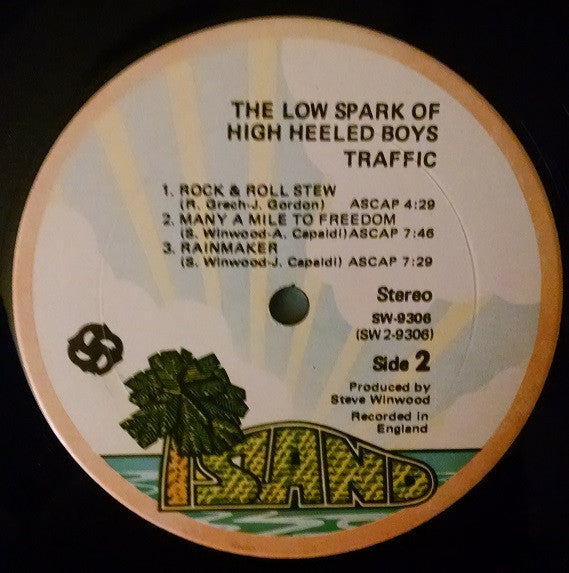 THE LOW SPARK OF
HIGH HEELED BOYS
TRAFFIC
1. ROCK & ROLL STEW
(R. Grech-J. Gordon) ASCAP 4:29
2. MANY A MILE TO FREEDOM
(S. Winwood-A. Capaldi) ASCAP 7:46
3. RAINMAKER
(S. Winwood-J. Capaldi) ASCAP 7:29
Stereo
SW-9306
(SW2-9306)
Side 2
Produced by
Steve Winwood
Recorded in
England
ISLAND